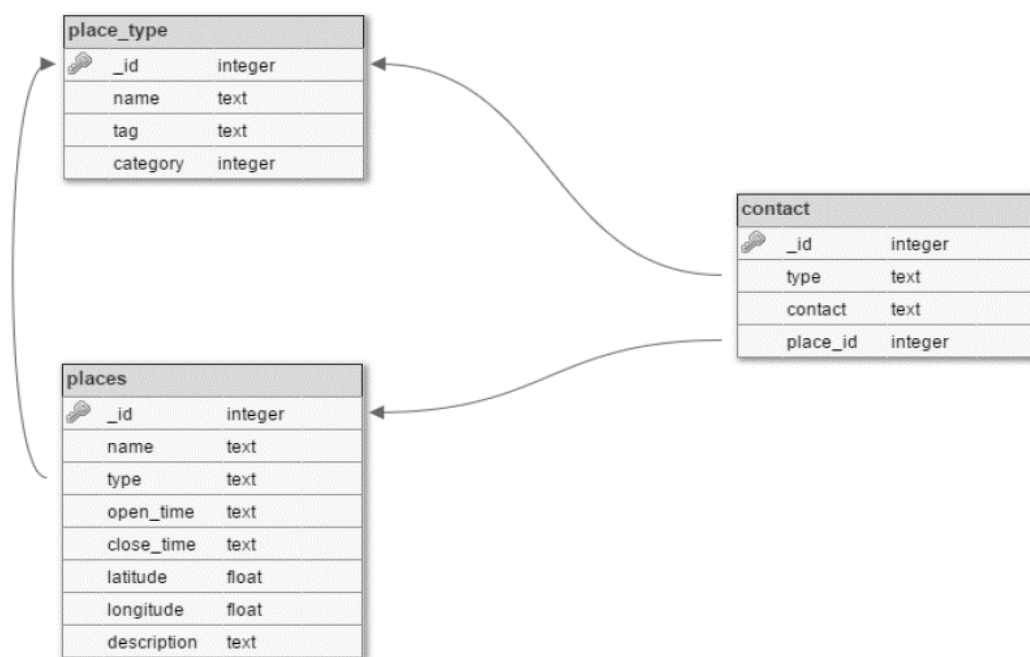 place_type
_id integer
name text
tag text
category integer
contact
_id integer
type text
contact text
place_id integer
places
_id integer
name text
type text
open_time text
close_time text
latitude float
longitude float
description text